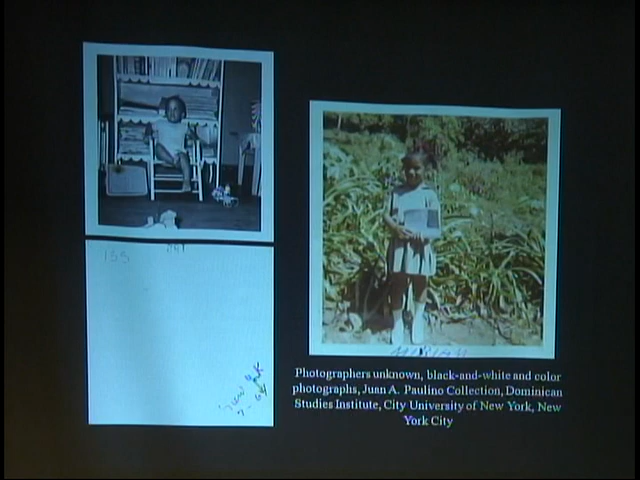 155
Photographers unknown, black-and-white and color
photographs, Juan A. Paulino Collection, Dominican
Studies Institute, City University of New York, New
York City